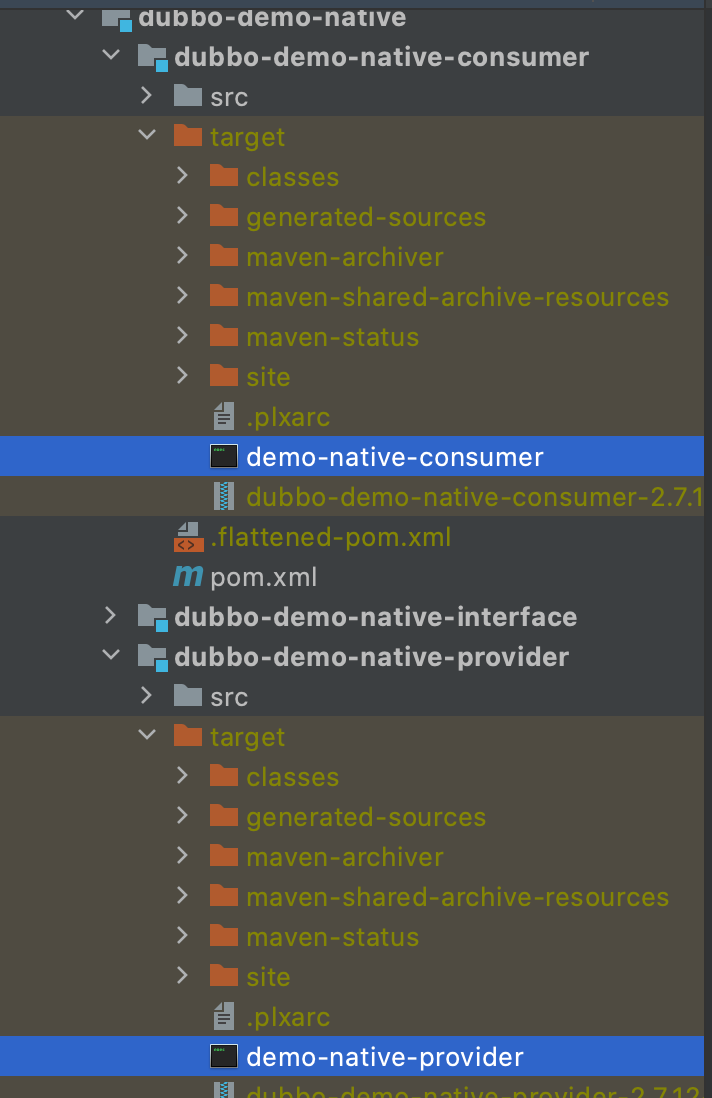 dubbo-demo-native
dubbo-demo-native-consumer
src
target
classes
generated-sources
maven-archiver
maven-shared-archive-resources
maven-status
site
.plxarc
demo-native-consumer
dubbo-demo-native-consumer-2.7.1
.flattened-pom.xml
m pom.xml
dubbo-demo-native-interface
dubbo-demo-native-provider
src
target
classes
generated-sources
maven-archiver
maven-shared-archive-resources
maven-status
site
.plxarc
demo-native-provider
dubbo-demo-native-provider-2.7.12